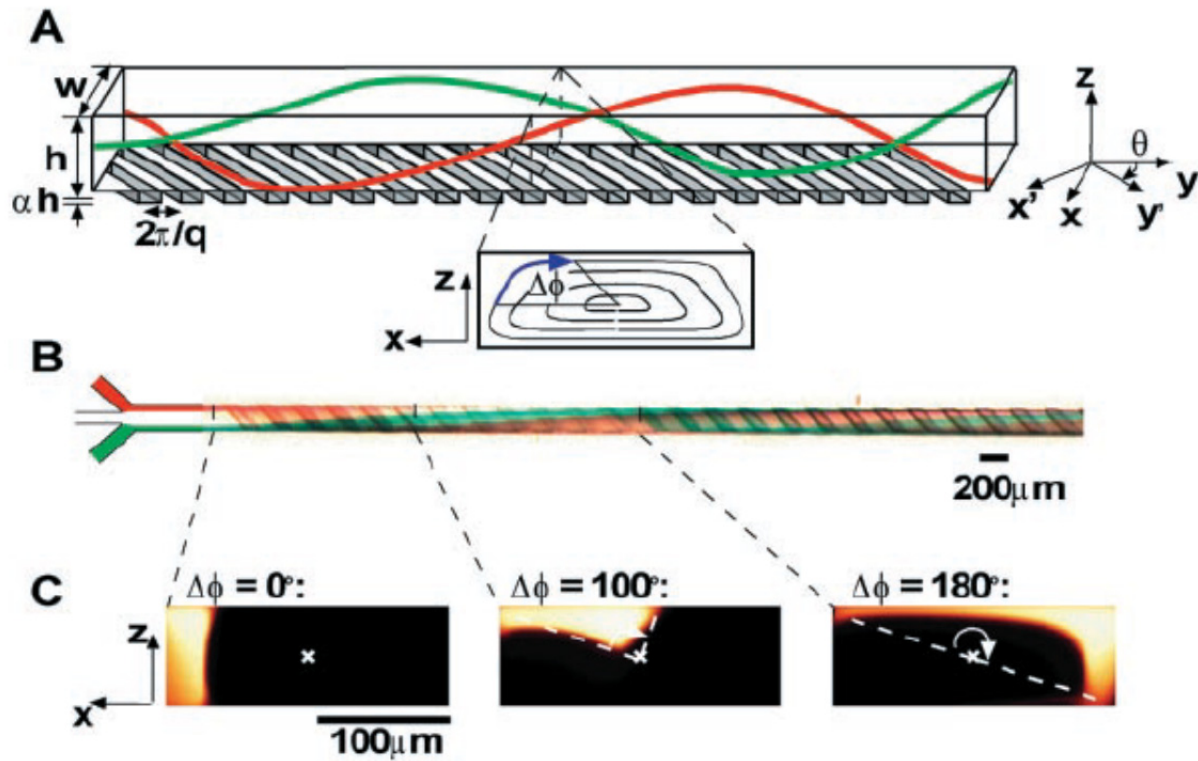 A
w
h
αh
2π/q
z
θ
y
x'
x
y'
z
Δϕ
x
B
200μm
C
Δϕ = 0°:
Δϕ = 100°:
Δϕ = 180°:
z
x
100μm